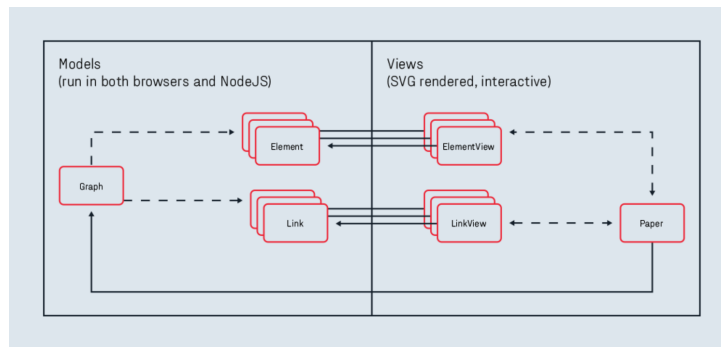 Models
(run in both browsers and NodeJS)
Views
(SVG rendered, interactive)
Element
ElementView
Graph
Link
LinkView
Paper